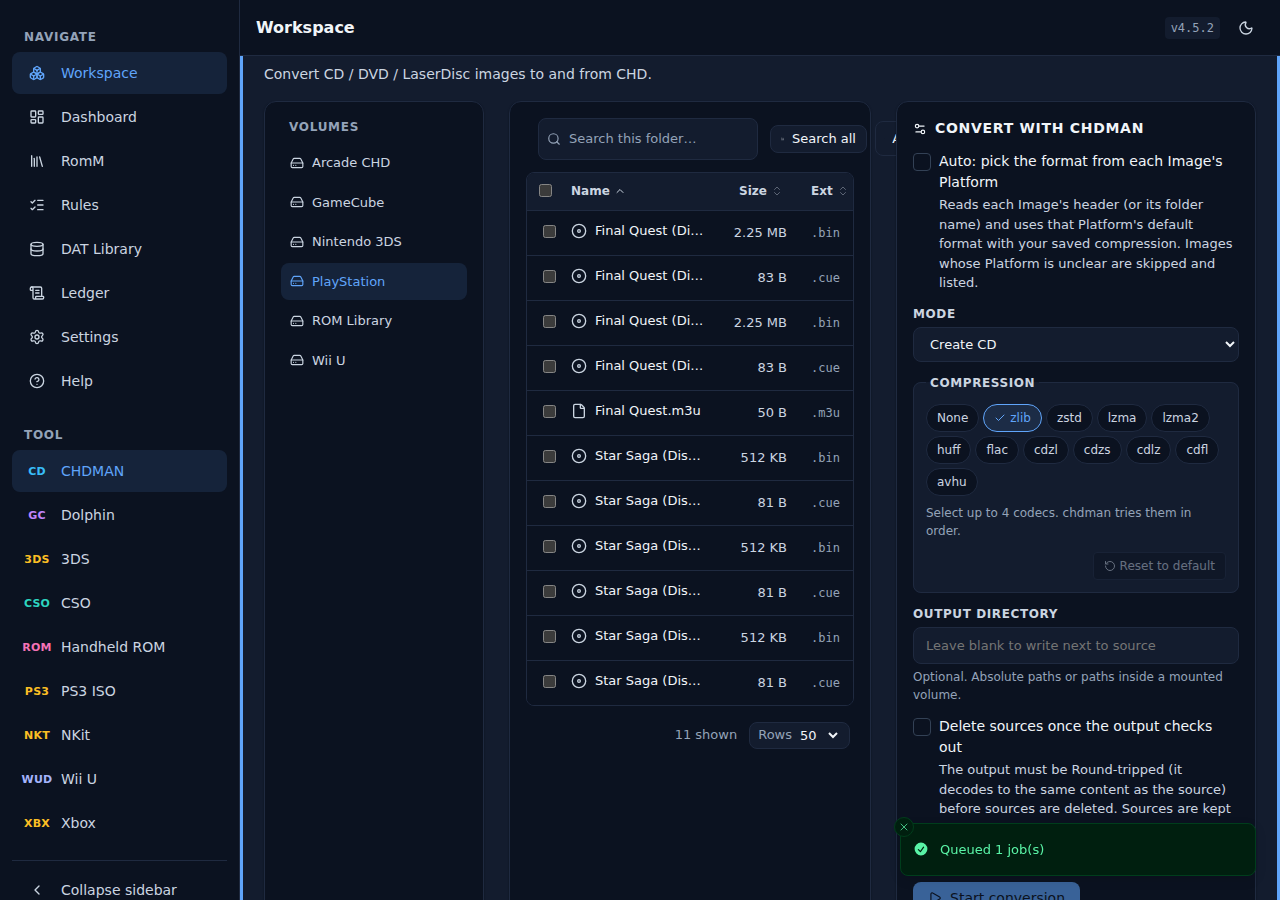 NAVIGATE
Workspace
Dashboard
RomM
Rules
DAT Library
Ledger
Settings
Help
TOOL
CD CHDMAN
GC Dolphin
3DS 3DS
CSO CSO
ROM Handheld ROM
PS3 PS3 ISO
NKT NKit
WUD Wii U
XBX Xbox
Collapse sidebar
Workspace
v4.5.2
Convert CD / DVD / LaserDisc images to and from CHD.
VOLUMES
Arcade CHD
GameCube
Nintendo 3DS
PlayStation
ROM Library
Wii U
Search this folder…
Search all
Name Size Ext
Final Quest (Di… 2.25 MB .bin
Final Quest (Di… 83 B .cue
Final Quest (Di… 2.25 MB .bin
Final Quest (Di… 83 B .cue
Final Quest.m3u 50 B .m3u
Star Saga (Dis… 512 KB .bin
Star Saga (Dis… 81 B .cue
Star Saga (Dis… 512 KB .bin
Star Saga (Dis… 81 B .cue
Star Saga (Dis… 512 KB .bin
Star Saga (Dis… 81 B .cue
11 shown Rows 50
CONVERT WITH CHDMAN
Auto: pick the format from each Image's
Platform
Reads each Image's header (or its folder
name) and uses that Platform's default
format with your saved compression. Images
whose Platform is unclear are skipped and
listed.
MODE
Create CD
COMPRESSION
None zlib zstd lzma lzma2
huff flac cdzl cdzs cdlz cdfl
avhu
Select up to 4 codecs. chdman tries them in
order.
Reset to default
OUTPUT DIRECTORY
Leave blank to write next to source
Optional. Absolute paths or paths inside a mounted
volume.
Delete sources once the output checks
out
The output must be Round-tripped (it
decodes to the same content as the source)
before sources are deleted. Sources are kept
Queued 1 job(s)
Start conversion